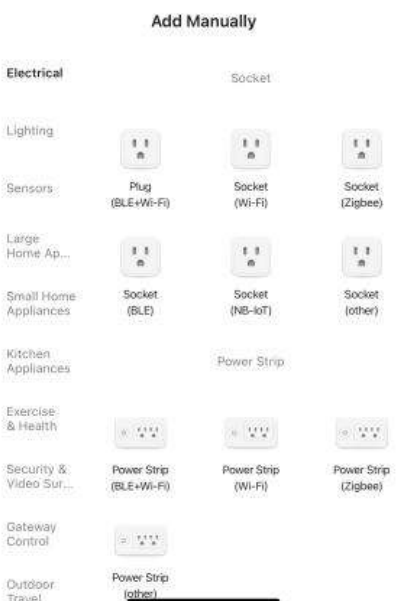 Add Manually
Electrical
Lighting
Sensors
Large
Home Ap...
Small Home
Appliances
Kitchen
Appliances
Exercise
& Health
Security &
Video Sur...
Gateway
Control
Outdoor
Travel
Socket
Plug
(BLE+Wi-Fi)
Socket
(Wi-Fi)
Socket
(Zigbee)
Socket
(BLE)
Socket
(NB-IoT)
Socket
(other)
Power Strip
Power Strip
(BLE+Wi-Fi)
Power Strip
(Wi-Fi)
Power Strip
(Zigbee)
Power Strip
(other)